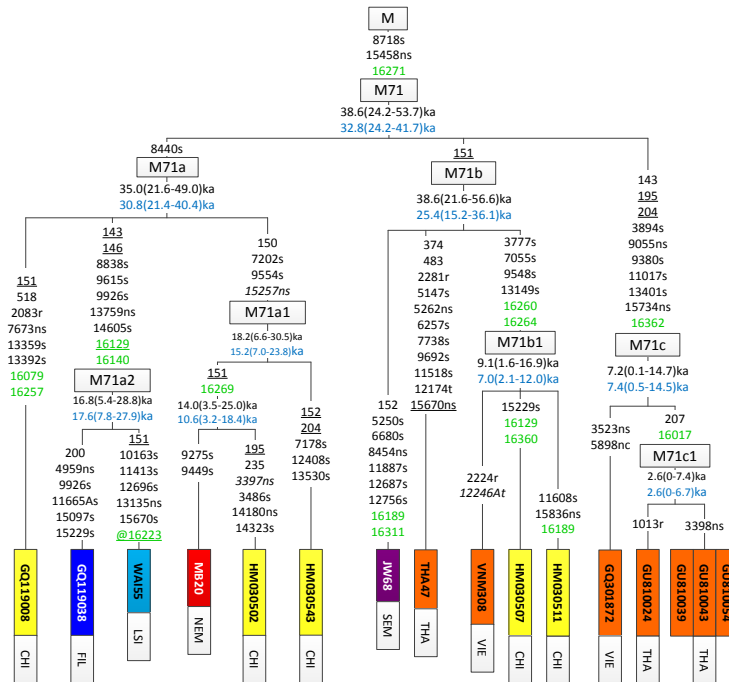 M
8718s
15458ns
16271
M71
38.6(24.2-53.7)ka
32.8(24.2-41.7)ka
8440s
M71a
35.0(21.6-49.0)ka
30.8(21.4-40.4)ka
151
518
2083r
7673ns
13359s
13392s
16079
16257
143
146
8838s
9615s
9926s
13759ns
14605s
16129
16140
M71a2
16.8(5.4-28.8)ka
17.6(7.8-27.9)ka
200
4959ns
9926s
11665As
15097s
15229s
151
10163s
11413s
12696s
13135ns
15670s
@16223
150
7202s
9554s
15257ns
M71a1
18.2(6.6-30.5)ka
15.2(7.0-23.8)ka
151
16269
14.0(3.5-25.0)ka
10.6(3.2-18.4)ka
9275s
9449s
195
235
3397ns
3486s
14180ns
14323s
152
204
7178s
12408s
13530s
151
M71b
38.6(21.6-56.6)ka
25.4(15.2-36.1)ka
152
5250s
6680s
8454ns
11887s
12687s
12756s
16189
16311
374
483
2281r
5147s
5262ns
6257s
7738s
9692s
11518s
12174t
15670ns
3777s
7055s
9548s
13149s
16260
16264
M71b1
9.1(1.6-16.9)ka
7.0(2.1-12.0)ka
2224r
12246At
15229s
16129
16360
11608s
15836ns
16189
143
195
204
3894s
9055ns
9380s
11017s
13401s
15734ns
16362
M71c
7.2(0.1-14.7)ka
7.4(0.5-14.5)ka
3523ns
5898nc
207
16017
M71c1
2.6(0-7.4)ka
2.6(0-6.7)ka
1013r
3398ns
GQ119008
CHI
GQ119038
FIL
WAI55
LSI
MB20
NEM
HM030502
CHI
HM030543
CHI
JW68
SEM
THA47
THA
VNM308
VIE
HM030507
CHI
HM030511
CHI
GQ301872
VIE
GU810024
THA
GU810039
GU810043
GU810054
THA